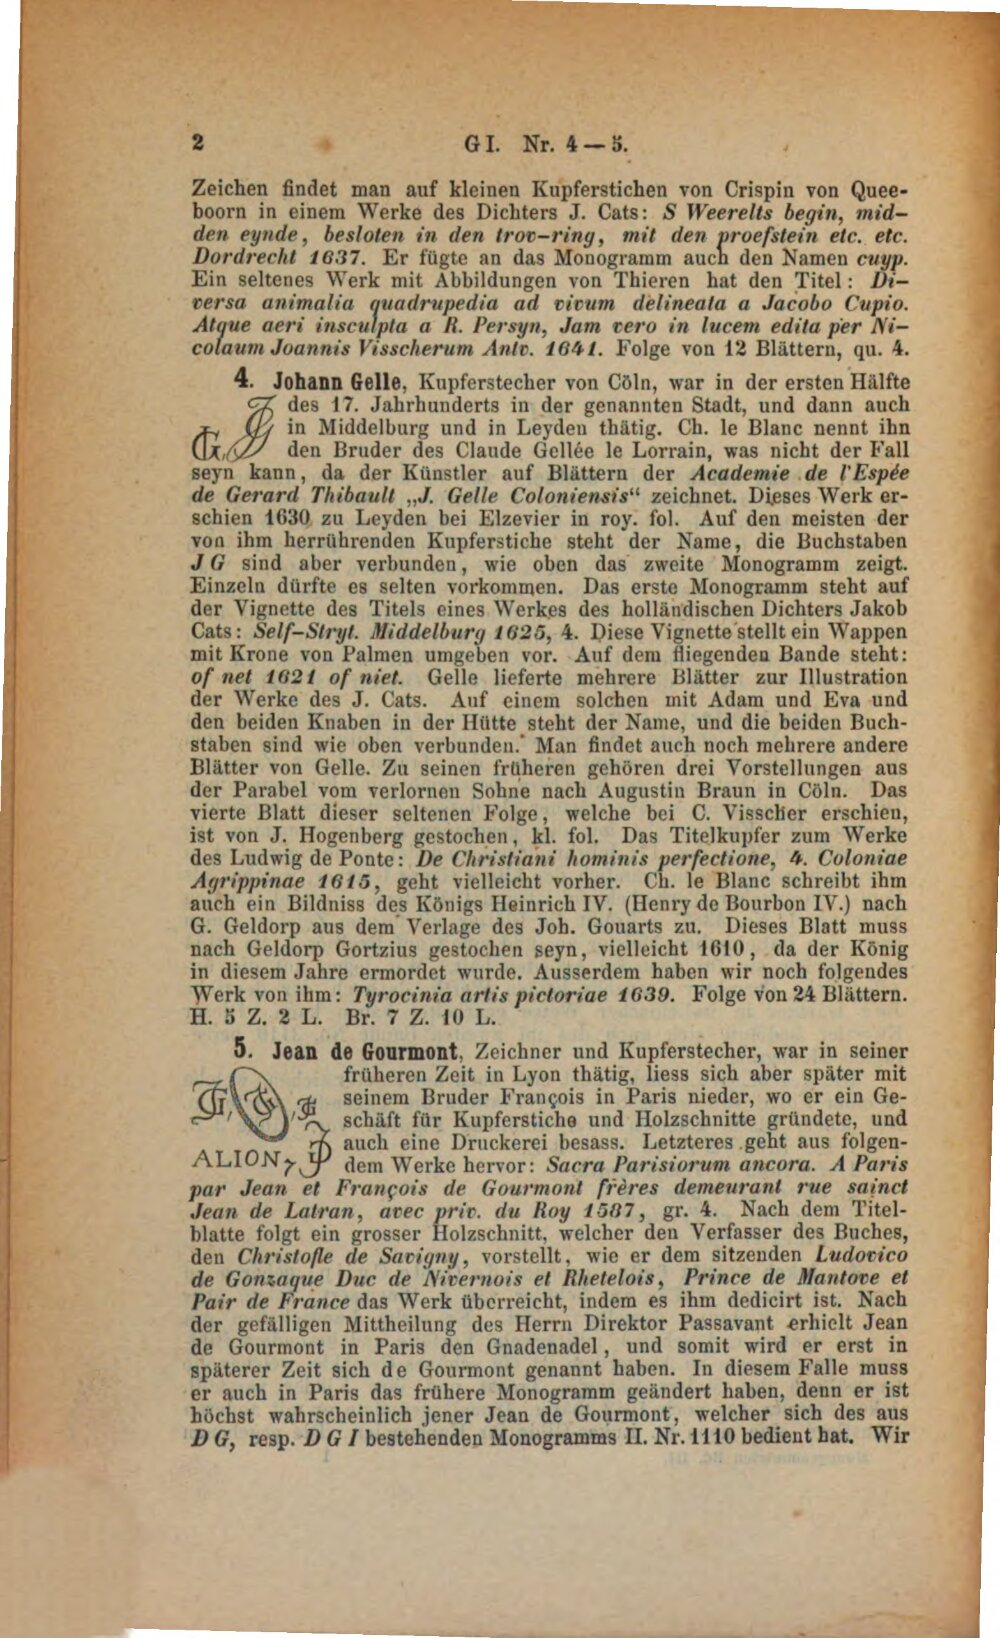 2 GI. Nr. 4 — 5.
Zeichen findet man auf kleinen Kupferstichen von Crispin von Quee-
boorn in einem Werke des Dichters J. Cats: S Weerelts begin, mid-
den eynde, besloten in den trov-ring, mit den proefstein etc. etc.
Dordrecht 1637. Er fügte an das Monogramm auch den Namen cuyp.
Ein seltenes Werk mit Abbildungen von Thieren hat den Titel: Di-
versa animalia quadrupedia ad vivum delineata a Jacobo Cupio.
Atque aeri insculpta a R. Persyn, Jam vero in lucem edita per Ni-
colaum Joannis Visscherum Antv. 1641. Folge von 12 Blättern, qu. 4.
4. Johann Gelle, Kupferstecher von Cöln, war in der ersten Hälfte
des 17. Jahrhunderts in der genannten Stadt, und dann auch
in Middelburg und in Leyden thätig. Ch. le Blanc nennt ihn
den Bruder des Claude Gellée le Lorrain, was nicht der Fall
seyn kann, da der Künstler auf Blättern der Academie de l'Espée
de Gerard Thibault „J. Gelle Coloniensis“ zeichnet. Dieses Werk er-
schien 1630 zu Leyden bei Elzevier in roy. fol. Auf den meisten der
von ihm herrührenden Kupferstiche steht der Name, die Buchstaben
J G sind aber verbunden, wie oben das zweite Monogramm zeigt.
Einzeln dürfte es selten vorkommen. Das erste Monogramm steht auf
der Vignette des Titels eines Werkes des holländischen Dichters Jakob
Cats: Self-Stryt. Middelburg 1625, 4. Diese Vignette stellt ein Wappen
mit Krone von Palmen umgeben vor. Auf dem fliegenden Bande steht:
of net 1621 of niet. Gelle lieferte mehrere Blätter zur Illustration
der Werke des J. Cats. Auf einem solchen mit Adam und Eva und
den beiden Knaben in der Hütte steht der Name, und die beiden Buch-
staben sind wie oben verbunden. Man findet auch noch mehrere andere
Blätter von Gelle. Zu seinen früheren gehören drei Vorstellungen aus
der Parabel vom verlornen Sohne nach Augustin Braun in Cöln. Das
vierte Blatt dieser seltenen Folge, welche bei C. Visscher erschien,
ist von J. Hogenberg gestochen, kl. fol. Das Titelkupfer zum Werke
des Ludwig de Ponte: De Christiani hominis perfectione, 4. Coloniae
Agrippinae 1615, geht vielleicht vorher. Ch. le Blanc schreibt ihm
auch ein Bildniss des Königs Heinrich IV. (Henry de Bourbon IV.) nach
G. Geldorp aus dem Verlage des Joh. Gouarts zu. Dieses Blatt muss
nach Geldorp Gortzius gestochen seyn, vielleicht 1610, da der König
in diesem Jahre ermordet wurde. Ausserdem haben wir noch folgendes
Werk von ihm: Tyrocinia artis pictoriae 1639. Folge von 24 Blättern.
H. 5 Z. 2 L. Br. 7 Z. 10 L.
5. Jean de Gourmont, Zeichner und Kupferstecher, war in seiner
früheren Zeit in Lyon thätig, liess sich aber später mit
seinem Bruder François in Paris nieder, wo er ein Ge-
schäft für Kupferstiche und Holzschnitte gründete, und
auch eine Druckerei besass. Letzteres geht aus folgen-
ALION dem Werke hervor: Sacra Parisiorum ancora. A Paris
par Jean et François de Gourmont frères demeurant rue sainct
Jean de Latran, avec priv. du Roy 1587, gr. 4. Nach dem Titel-
blatte folgt ein grosser Holzschnitt, welcher den Verfasser des Buches,
den Christofle de Savigny, vorstellt, wie er dem sitzenden Ludovico
de Gonzaque Duc de Nivernois et Rhetelois, Prince de Mantove et
Pair de France das Werk überreicht, indem es ihm dedicirt ist. Nach
der gefälligen Mittheilung des Herrn Direktor Passavant erhielt Jean
de Gourmont in Paris den Gnadenadel, und somit wird er erst in
späterer Zeit sich de Gourmont genannt haben. In diesem Falle muss
er auch in Paris das frühere Monogramm geändert haben, denn er ist
höchst wahrscheinlich jener Jean de Gourmont, welcher sich des aus
D G, resp. D G I bestehenden Monogramms II. Nr. 1110 bedient hat. Wir